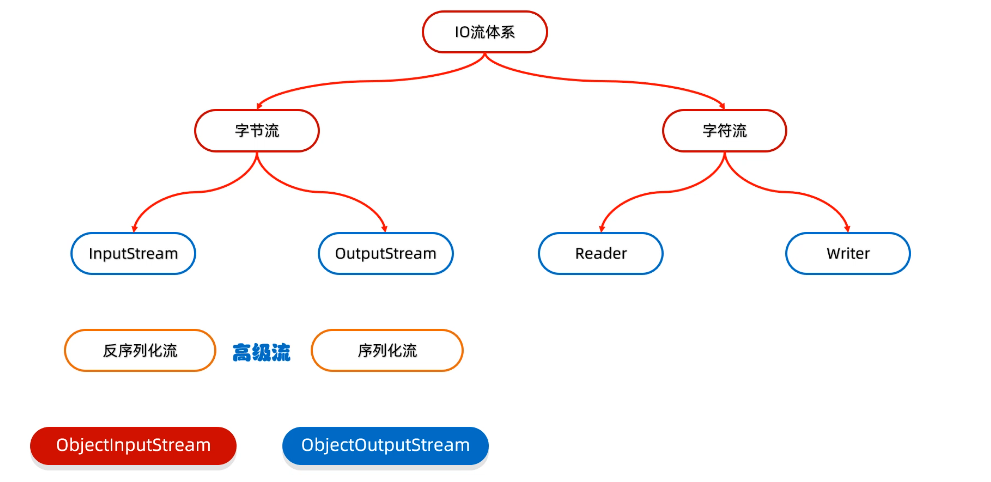 IO流体系
字节流
字符流
InputStream
OutputStream
Reader
Writer
反序列化流
高级流
序列化流
ObjectInputStream
ObjectOutputStream